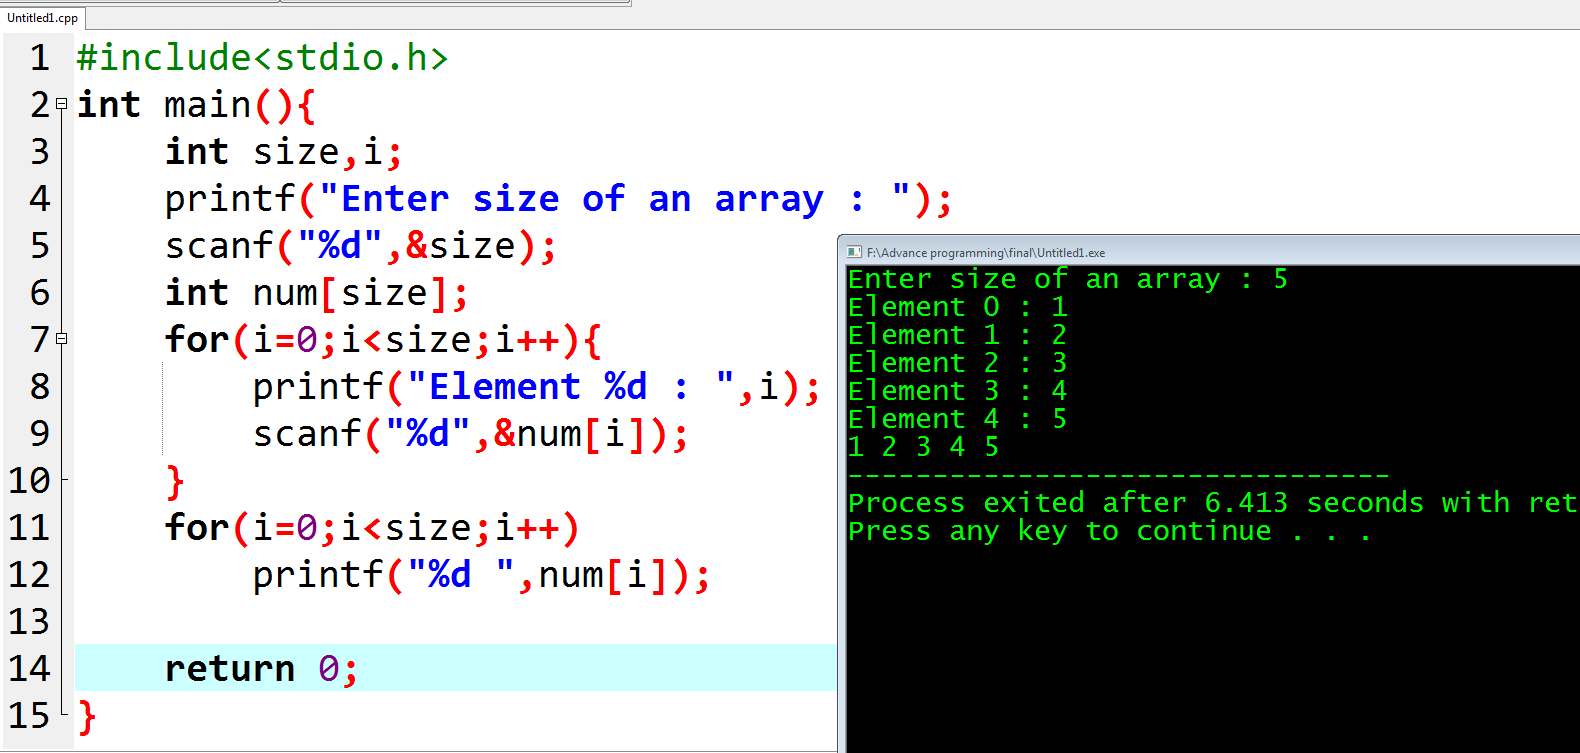 Untitled1.cpp
1 #include<stdio.h>
2 int main(){
3 int size,i;
4 printf("Enter size of an array : ");
5 scanf("%d",&size);
6 int num[size];
7 for(i=0;i<size;i++){
8 printf("Element %d : ",i);
9 scanf("%d",&num[i]);
10 }
11 for(i=0;i<size;i++)
12 printf("%d ",num[i]);
13
14 return 0;
15 }
F:\Advance programming\final\Untitled1.exe
Enter size of an array : 5
Element 0 : 1
Element 1 : 2
Element 2 : 3
Element 3 : 4
Element 4 : 5
1 2 3 4 5
--------------------------------
Process exited after 6.413 seconds with ret
Press any key to continue . . .